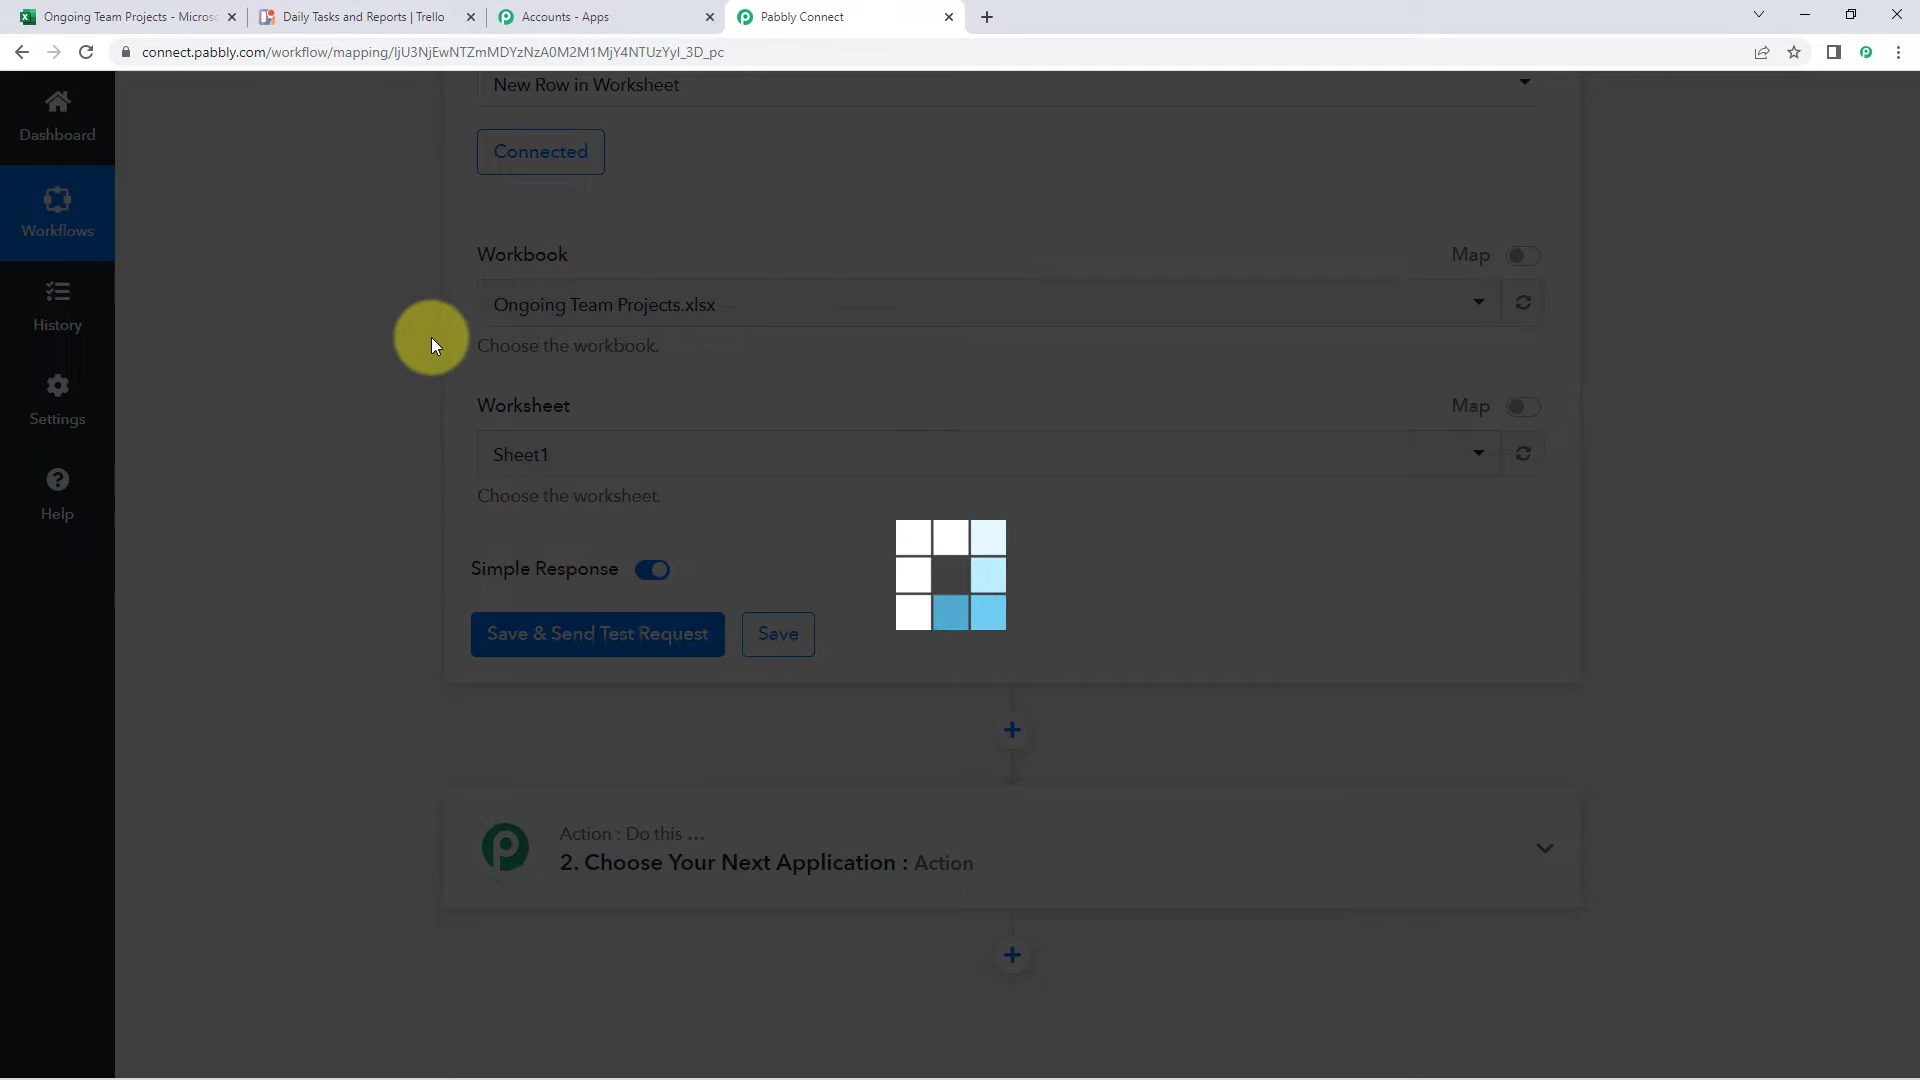 Ongoing Team Projects - Microsc
Daily Tasks and Reports | Trello
Accounts - Apps
Pabbly Connect
connect.pabbly.com/workflow/mapping/IjU3NjEwNTZmMDYzNzA0M2M1MjY4NTUzYyI_3D_pc
Dashboard
Workflows
History
Settings
Help
New Row in Worksheet
Connected
Workbook
Map
Ongoing Team Projects.xlsx
Choose the workbook.
Worksheet
Map
Sheet1
Choose the worksheet.
Simple Response
Save & Send Test Request
Save
Action : Do this ...
2. Choose Your Next Application : Action